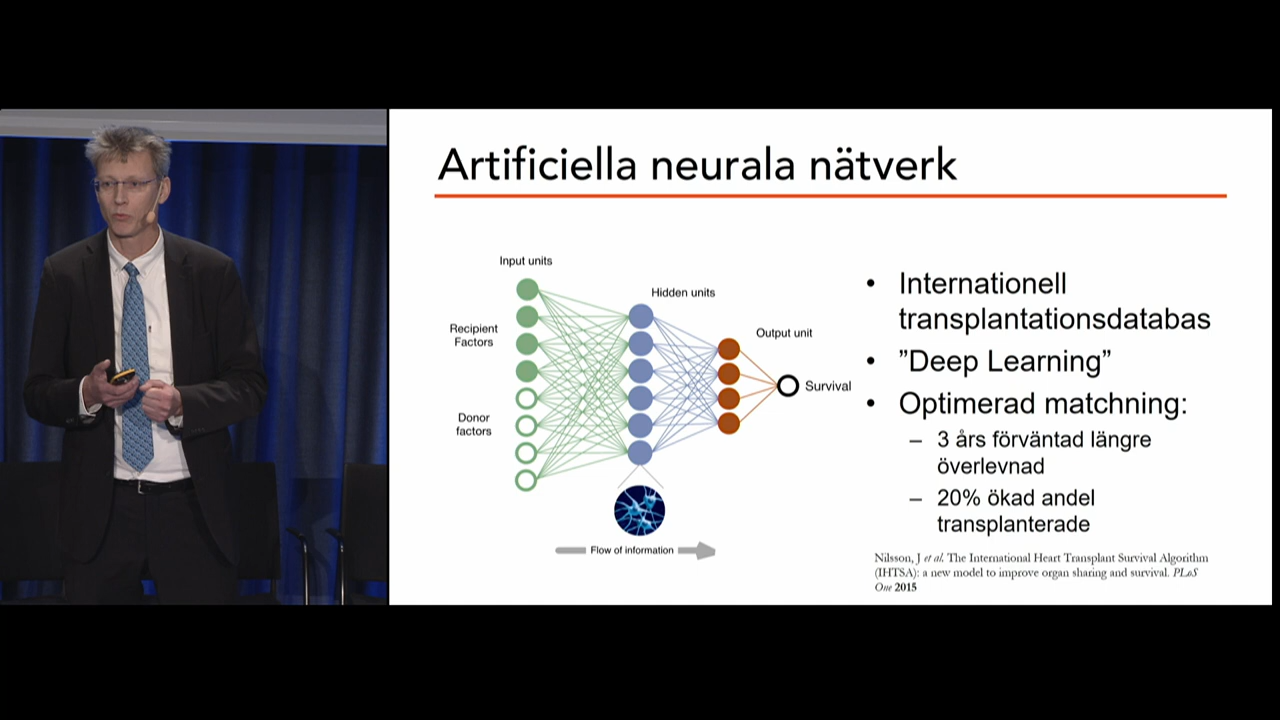 Artificiella neurala nätverk
Input units
Hidden units
Recipient
Factors
Output unit
Survival
Donor
factors
Flow of information
• Internationell
transplantationsdatabas
• ”Deep Learning”
• Optimerad matchning:
– 3 års förväntad längre
överlevnad
– 20% ökad andel
transplanterade
Nilsson, J et al. The International Heart Transplant Survival Algorithm
(IHTSA): a new model to improve organ sharing and survival. PLoS
One 2015